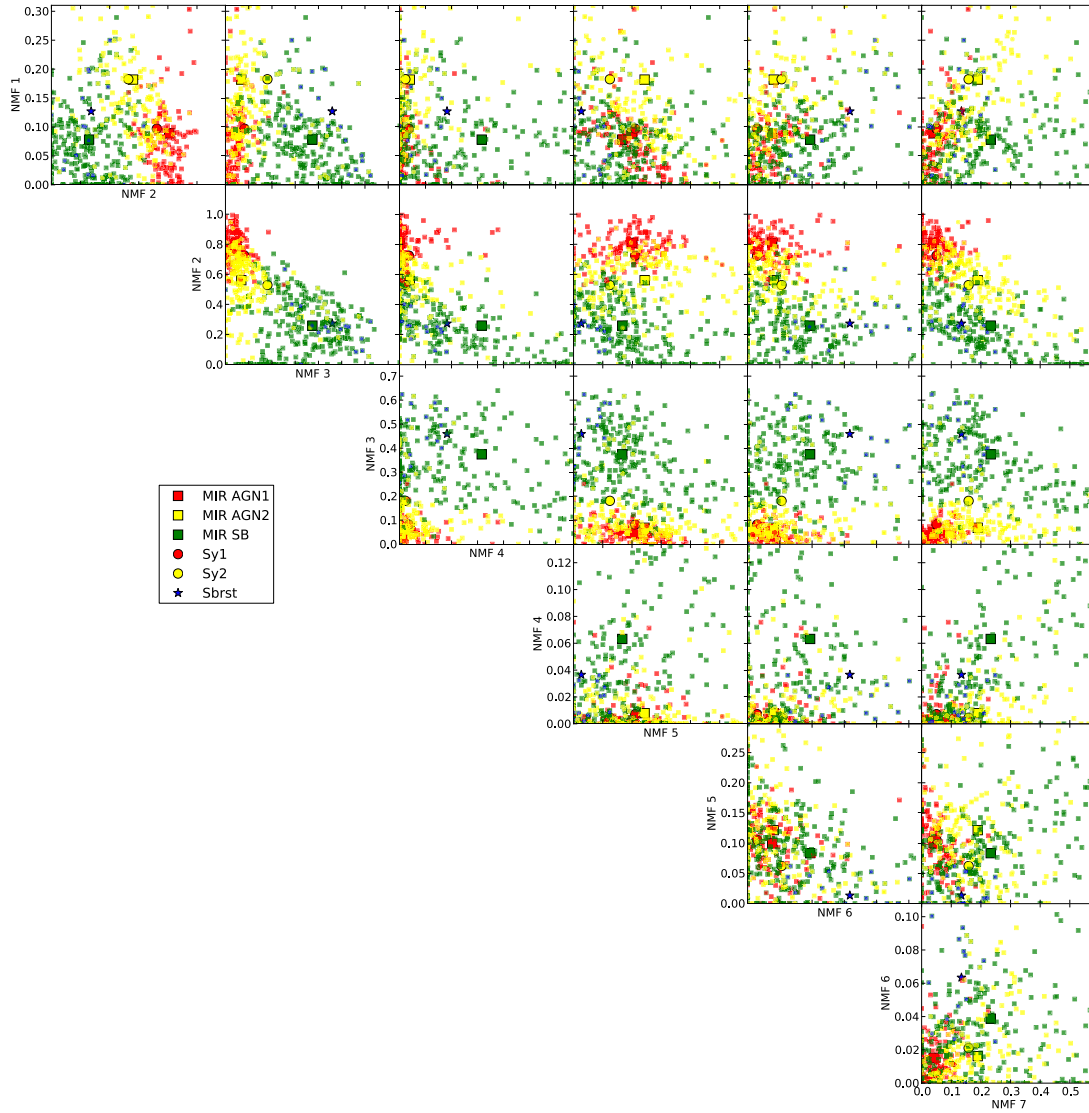 0.30
0.25
0.20
0.15
0.10
0.05
0.00
NMF 1
NMF 2
1.0
0.8
0.6
0.4
0.2
0.0
NMF 2
NMF 3
0.7
0.6
0.5
0.4
0.3
0.2
0.1
0.0
NMF 3
NMF 4
MIR AGN1
MIR AGN2
MIR SB
Sy1
Sy2
Sbrst
0.12
0.10
0.08
0.06
0.04
0.02
0.00
NMF 4
NMF 5
0.25
0.20
0.15
0.10
0.05
0.00
NMF 5
NMF 6
0.10
0.08
0.06
0.04
0.02
0.00
NMF 6
0.0 0.1 0.2 0.3 0.4 0.5
NMF 7